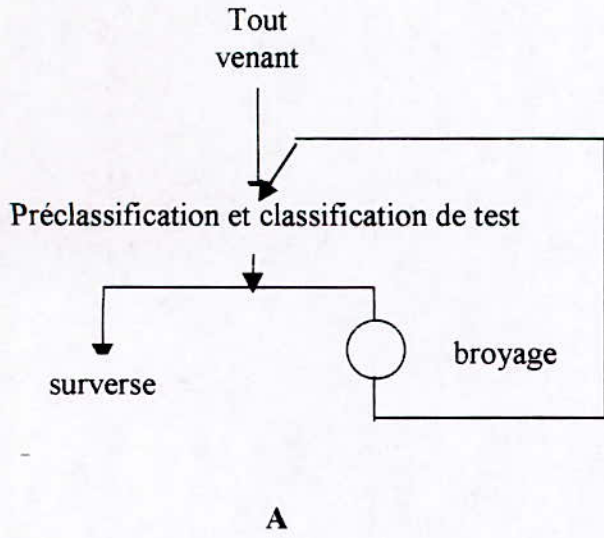 Tout
venant
Préclassification et classification de test
broyage
surverse
A